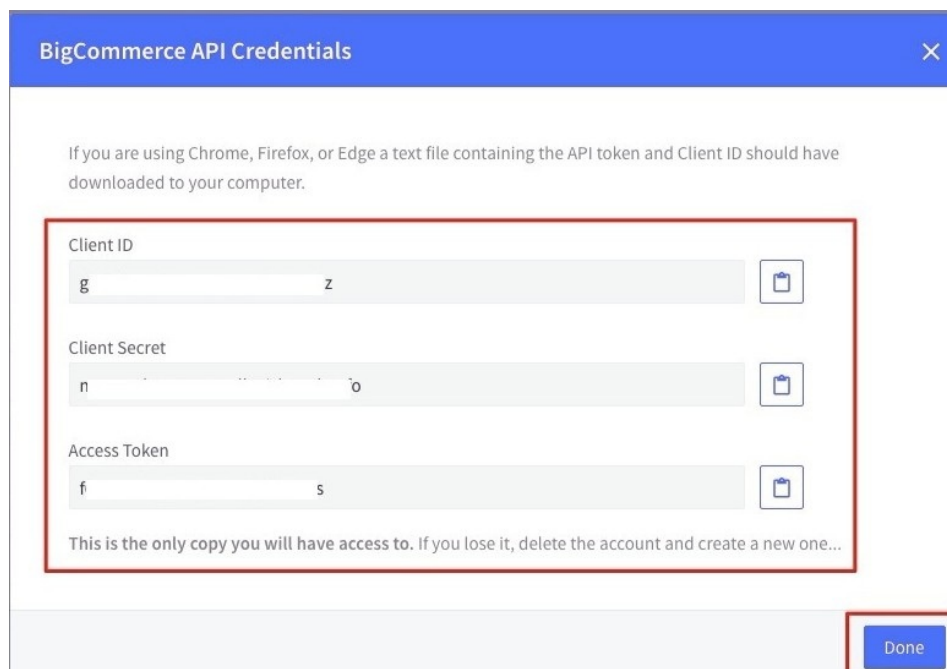 BigCommerce API Credentials
If you are using Chrome, Firefox, or Edge a text file containing the API token and Client ID should have
downloaded to your computer.
Client ID
g z
Client Secret
Access Token
s
This is the only copy you will have access to. If you lose it, delete the account and create a new one...
Done